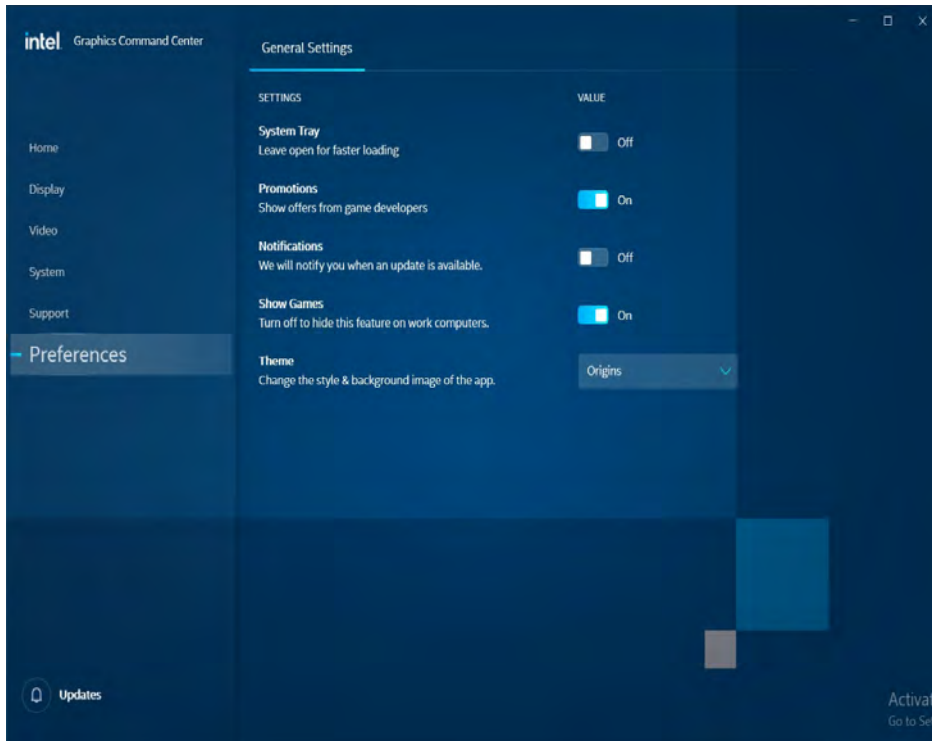 intel. Graphics Command Center
General Settings
SETTINGS VALUE
System Tray
Leave open for faster loading
Off
Home
Promotions
Show offers from game developers
On
Display
Video
Notifications
We will notify you when an update is available.
Off
System
Show Games
Turn off to hide this feature on work computers.
On
Support
Preferences
Theme
Change the style & background image of the app.
Origins
Updates
Go to